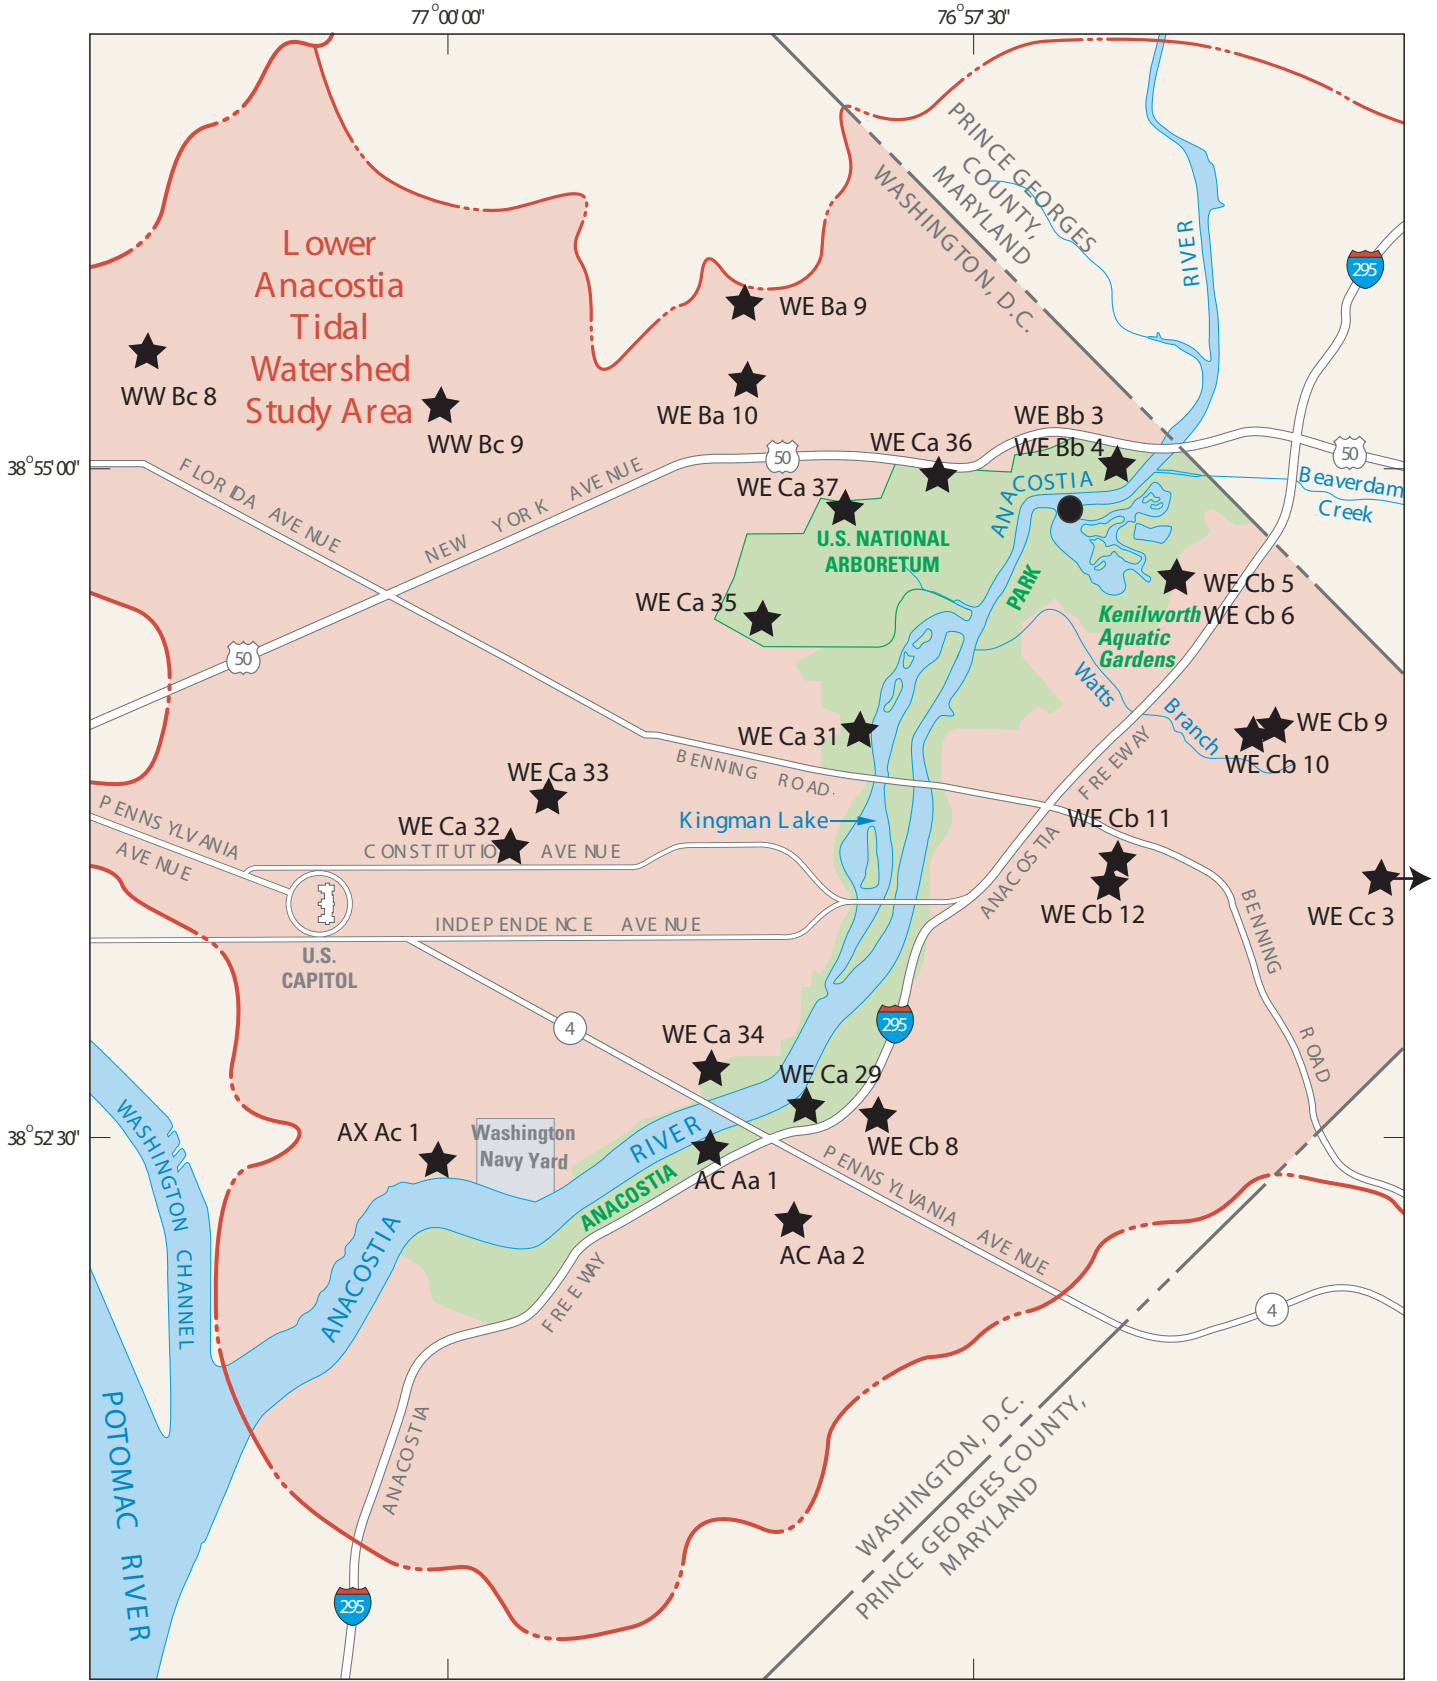 77°00'00"
76°57'30"
PRINCE GEORGES
COUNTY,
MARYLAND
WASHINGTON, D.C.
RIVER
295
Lower
Anacostia
Tidal
Watershed
Study Area
WE Ba 9
WW Bc 8
WE Ba 10
WW Bc 9
WE Bb 3
WE Bb 4
WE Ca 36
38°55'00"
50
50
FLORIDA AVENUE
NEW YORK AVENUE
WE Ca 37
ANACOSTIA
Beaverdam
Creek
U.S. NATIONAL
ARBORETUM
PARK
WE Ca 35
WE Cb 5
WE Cb 6
Kenilworth
Aquatic
Gardens
50
Watts
Branch
WE Ca 31
WE Cb 9
WE Cb 10
BENNING ROAD
WE Ca 33
FREEWAY
ANACOSTIA
PENNSYLVANIA
AVENUE
WE Ca 32
CONSTITUTIO AVENUE
Kingman Lake
WE Cb 11
WE Cb 12
WE Cc 3
BENNING
ROAD
INDEPENDENCE AVENUE
U.S.
CAPITOL
4
295
WE Ca 34
WE Ca 29
38°52'30"
AX Ac 1
Washington
Navy Yard
RIVER
WE Cb 8
AC Aa 1
ANACOSTIA
PENNSYLVANIA AVENUE
AC Aa 2
WASHINGTON CHANNEL
ANACOSTIA
FREEWAY
4
ANACOSTIA
POTOMAC RIVER
WASHINGTON, D.C.
PRINCE GEORGES COUNTY,
MARYLAND
295